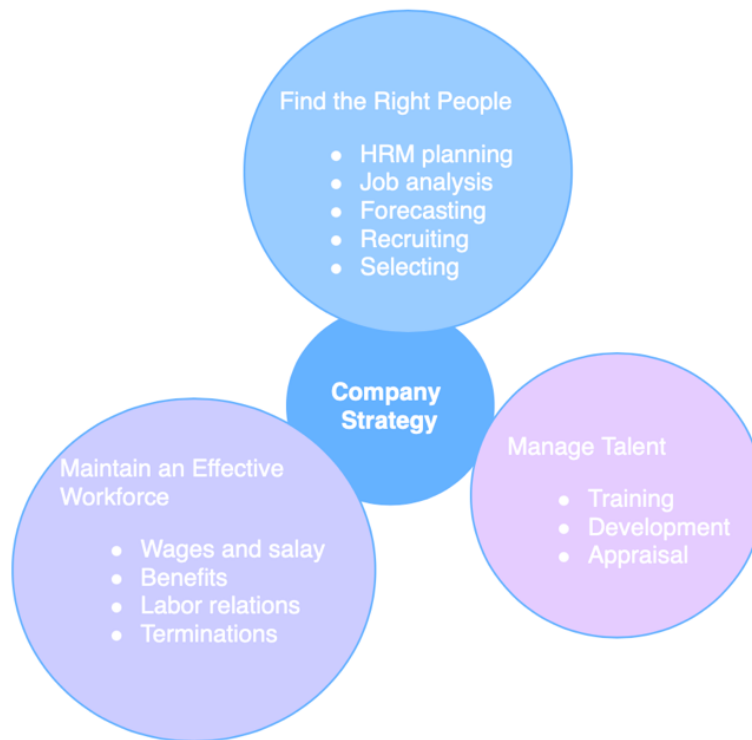 Find the Right People
● HRM planning
● Job analysis
● Forecasting
● Recruiting
● Selecting
Company
Strategy
Manage Talent
● Training
● Development
● Appraisal
Maintain an Effective
Workforce
● Wages and salay
● Benefits
● Labor relations
● Terminations